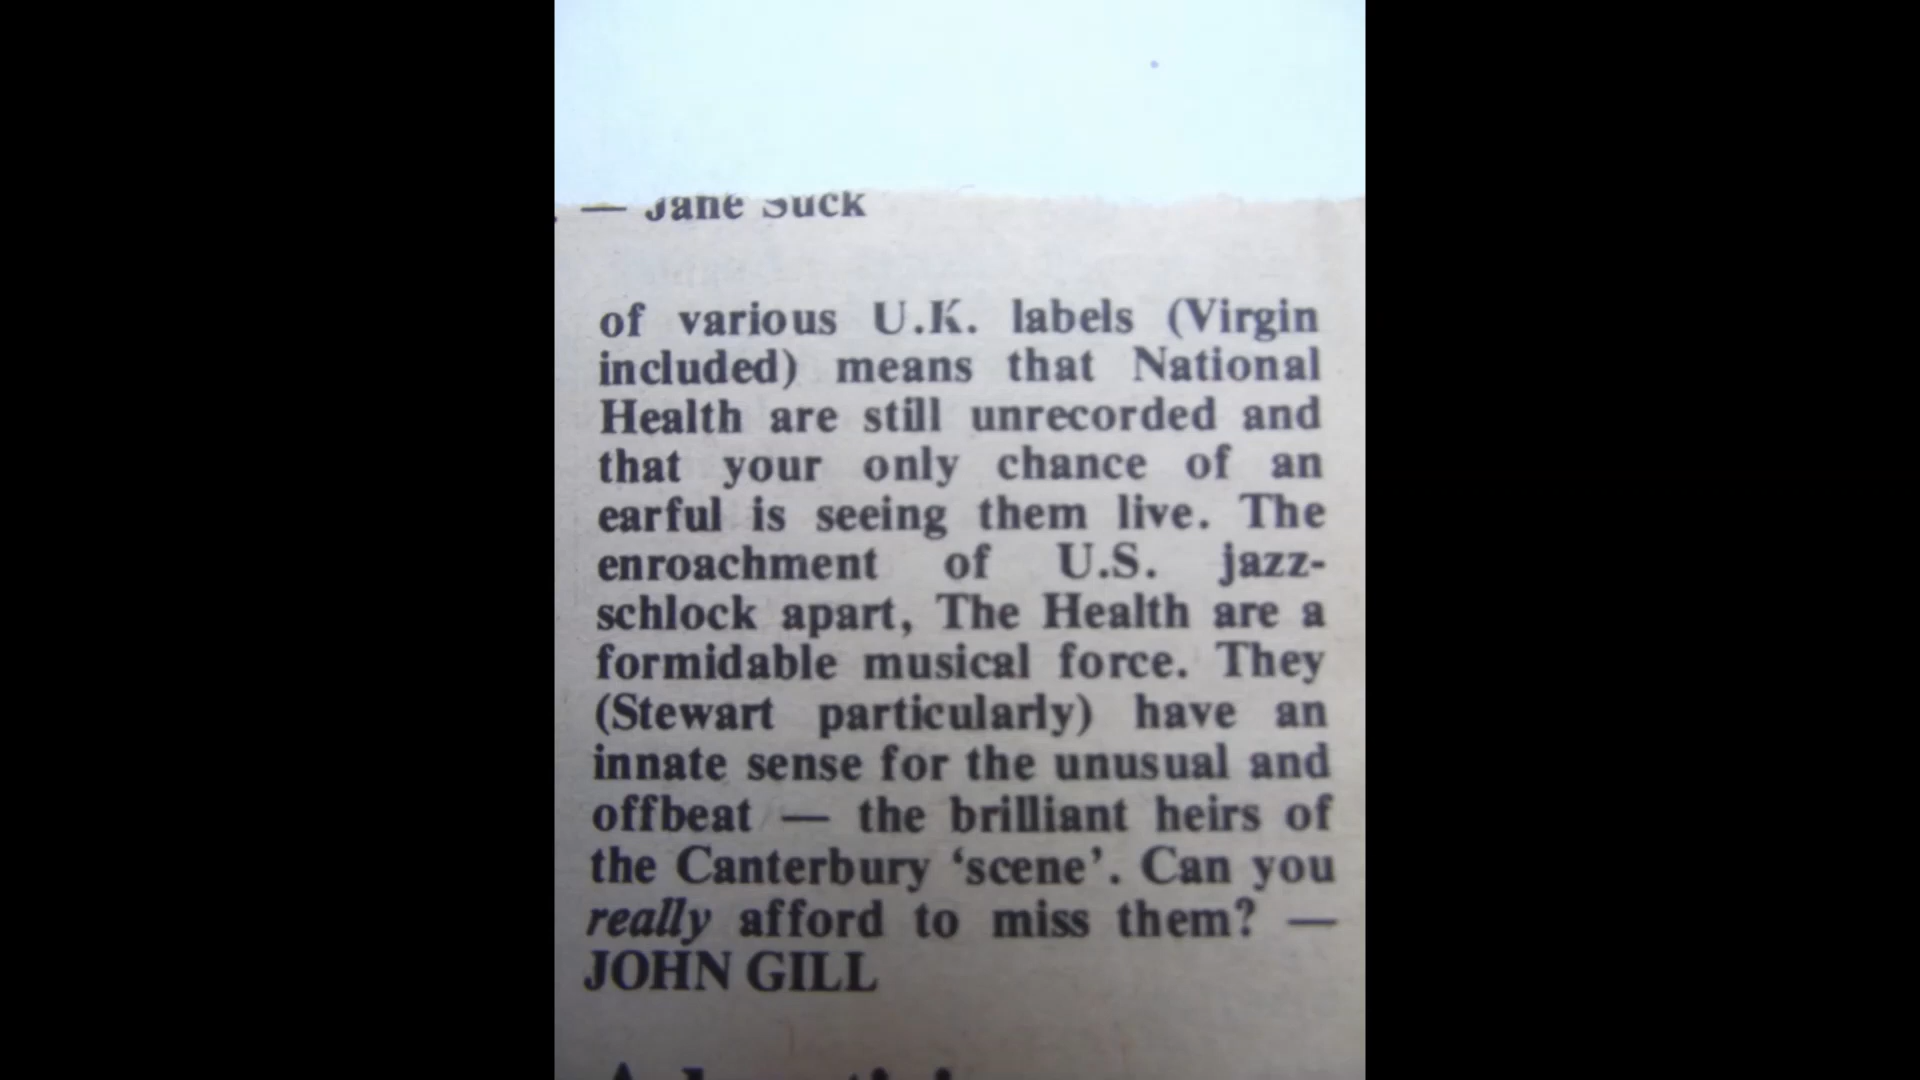 — Jane Suck
of various U.K. labels (Virgin
included) means that National
Health are still unrecorded and
that your only chance of an
earful is seeing them live. The
enroachment of U.S. jazz-
schlock apart, The Health are a
formidable musical force. They
(Stewart particularly) have an
innate sense for the unusual and
offbeat — the brilliant heirs of
the Canterbury ‘scene’. Can you
really afford to miss them? —
JOHN GILL